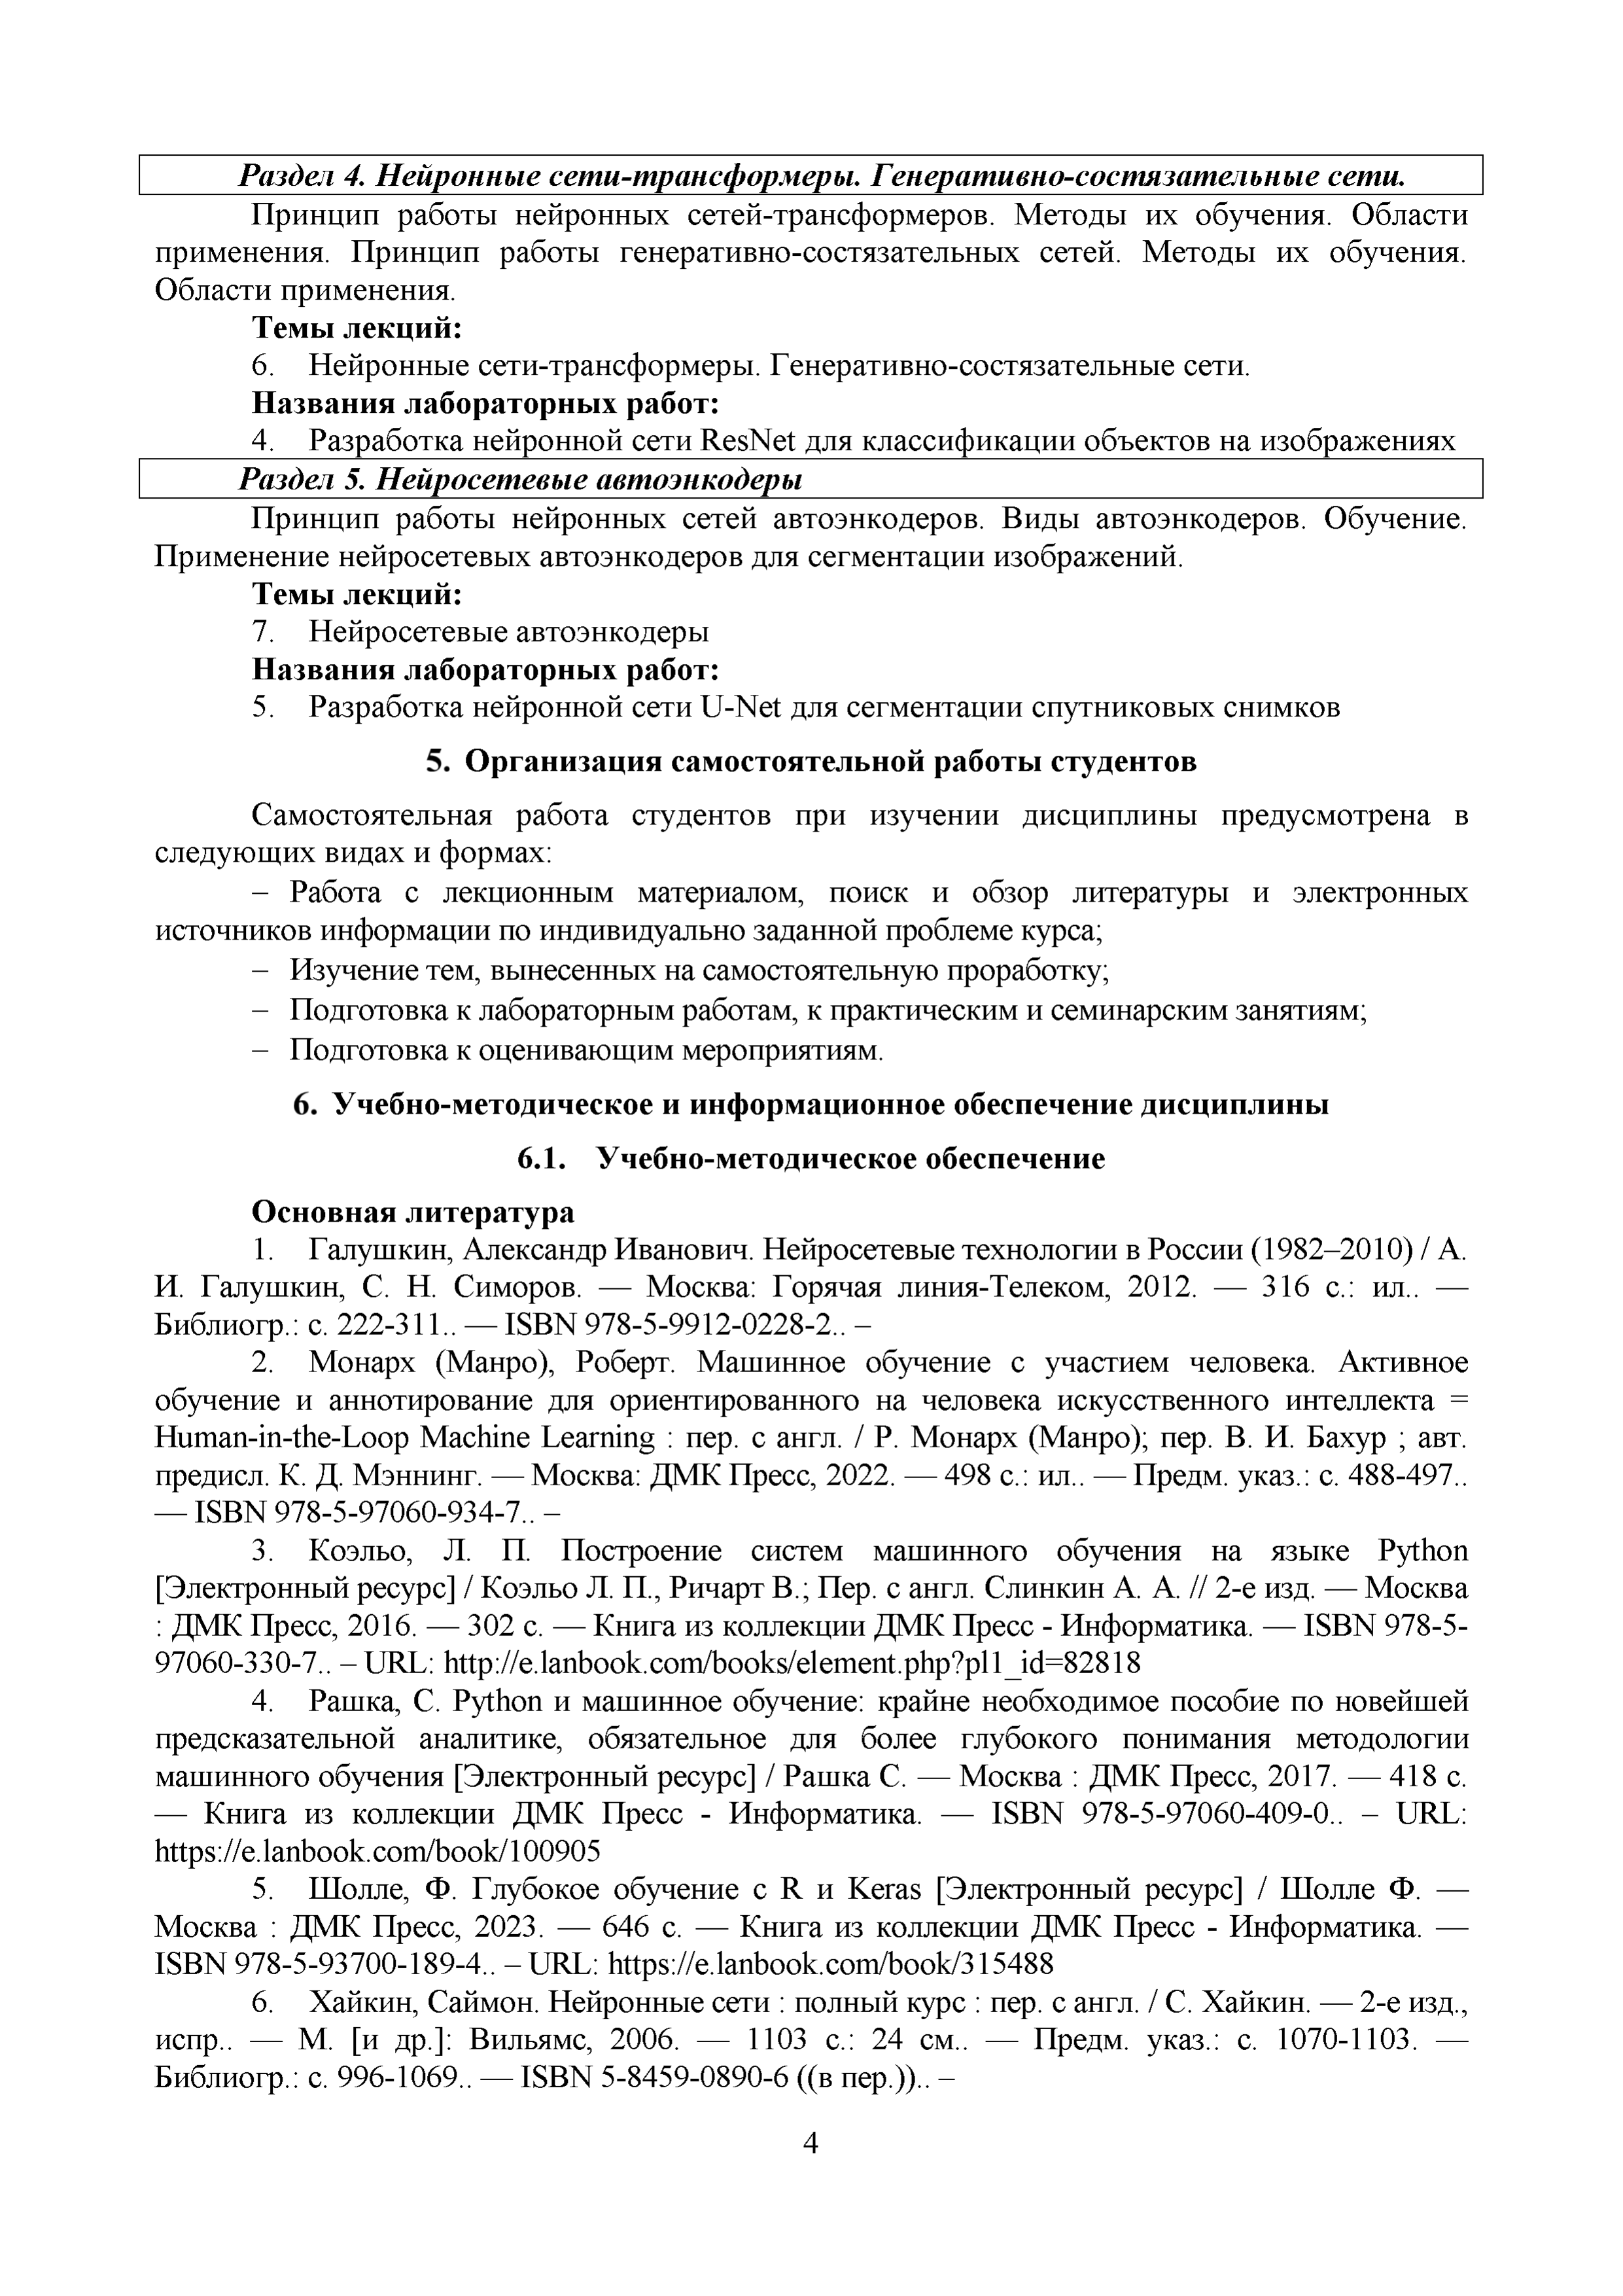 Раздел 4. Нейронные сети-трансформеры. Генеративно-состязательные сети.
Принцип работы нейронных сетей-трансформеров. Методы их обучения. Области
применения. Принцип работы генеративно-состязательных сетей. Методы их обучения.
Области применения.
Темы лекций:
6. Нейронные сети-трансформеры. Генеративно-состязательные сети.
Названия лабораторных работ:
4. Разработка нейронной сети ResNet для классификации объектов на изображениях
Раздел 5. Нейросетевые автоэнкодеры
Принцип работы нейронных сетей автоэнкодеров. Виды автоэнкодеров. Обучение.
Применение нейросетевых автоэнкодеров для сегментации изображений.
Темы лекций:
7. Нейросетевые автоэнкодеры
Названия лабораторных работ:
5. Разработка нейронной сети U-Net для сегментации спутниковых снимков
5. Организация самостоятельной работы студентов
Самостоятельная работа студентов при изучении дисциплины предусмотрена в
следующих видах и формах:
– Работа с лекционным материалом, поиск и обзор литературы и электронных
источников информации по индивидуально заданной проблеме курса;
– Изучение тем, вынесенных на самостоятельную проработку;
– Подготовка к лабораторным работам, к практическим и семинарским занятиям;
– Подготовка к оценивающим мероприятиям.
6. Учебно-методическое и информационное обеспечение дисциплины
6.1. Учебно-методическое обеспечение
Основная литература
1. Галушкин, Александр Иванович. Нейросетевые технологии в России (1982–2010) / А.
И. Галушкин, С. Н. Симоров. — Москва: Горячая линия-Телеком, 2012. — 316 с.: ил.. —
Библиогр.: с. 222-311.. — ISBN 978-5-9912-0228-2.. –
2. Монарх (Манро), Роберт. Машинное обучение с участием человека. Активное
обучение и аннотирование для ориентированного на человека искусственного интеллекта =
Human-in-the-Loop Machine Learning : пер. с англ. / Р. Монарх (Манро); пер. В. И. Бахур ; авт.
предисл. К. Д. Мэннинг. — Москва: ДМК Пресс, 2022. — 498 с.: ил.. — Предм. указ.: с. 488-497..
— ISBN 978-5-97060-934-7.. –
3. Коэльо, Л. П. Построение систем машинного обучения на языке Python
[Электронный ресурс] / Коэльо Л. П., Ричарт В.; Пер. с англ. Слинкин А. А. // 2-е изд. — Москва
: ДМК Пресс, 2016. — 302 с. — Книга из коллекции ДМК Пресс - Информатика. — ISBN 978-5-
97060-330-7.. – URL: http://e.lanbook.com/books/element.php?pl1_id=82818
4. Рашка, С. Python и машинное обучение: крайне необходимое пособие по новейшей
предсказательной аналитике, обязательное для более глубокого понимания методологии
машинного обучения [Электронный ресурс] / Рашка С. — Москва : ДМК Пресс, 2017. — 418 с.
— Книга из коллекции ДМК Пресс - Информатика. — ISBN 978-5-97060-409-0.. – URL:
https://e.lanbook.com/book/100905
5. Шолле, Ф. Глубокое обучение с R и Keras [Электронный ресурс] / Шолле Ф. —
Москва : ДМК Пресс, 2023. — 646 с. — Книга из коллекции ДМК Пресс - Информатика. —
ISBN 978-5-93700-189-4.. – URL: https://e.lanbook.com/book/315488
6. Хайкин, Саймон. Нейронные сети : полный курс : пер. с англ. / С. Хайкин. — 2-е изд.,
испр.. — М. [и др.]: Вильямс, 2006. — 1103 с.: 24 см.. — Предм. указ.: с. 1070-1103. —
Библиогр.: с. 996-1069.. — ISBN 5-8459-0890-6 ((в пер.)).. –
4